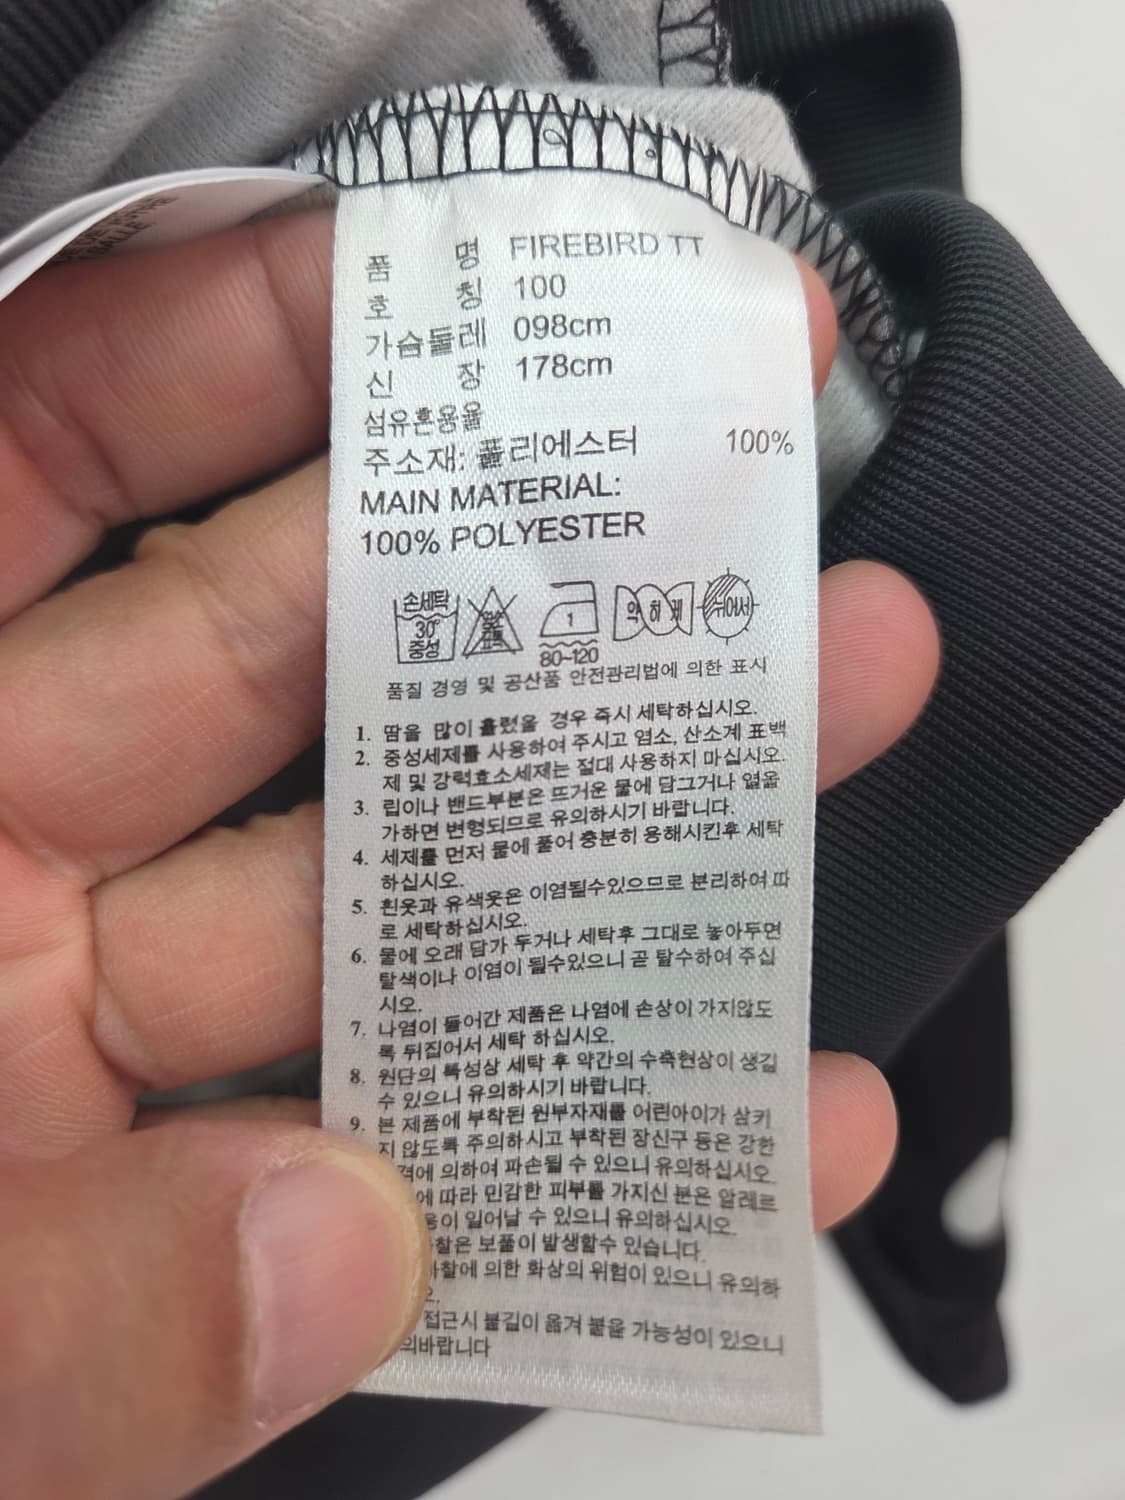 품 명 FIREBIRD TT
호 칭 100
가슴둘레 098cm
신 장 178cm
섬유혼용율
주소재: 폴리에스터 100%
MAIN MATERIAL:
100% POLYESTER
손세탁 30° 중성
1
80~120
약하게
뉘어서
품질 경영 및 공산품 안전관리법에 의한 표시
1. 땀을 많이 흘렸을 경우 즉시 세탁하십시오.
2. 중성세제를 사용하여 주시고 염소, 산소계 표백
제 및 강력효소세제는 절대 사용하지 마십시오.
3. 립이나 밴드부분은 뜨거운 물에 담그거나 열을
가하면 변형되므로 유의하시기 바랍니다.
4. 세제를 먼저 물에 풀어 충분히 용해시킨후 세탁
하십시오.
5. 흰옷과 유색옷은 이염될수있으므로 분리하여 따
로 세탁하십시오.
6. 물에 오래 담가 두거나 세탁후 그대로 놓아두면
탈색이나 이염이 될수있으니 곧 탈수하여 주십
시오.
7. 나염이 들어간 제품은 나염에 손상이 가지않도
록 뒤집어서 세탁 하십시오.
8. 원단의 특성상 세탁 후 약간의 수축현상이 생길
수 있으니 유의하시기 바랍니다.
9. 본 제품에 부착된 원부자재를 어린아이가 삼키
지 않도록 주의하시고 부착된 장신구 등은 강한
격에 의하여 파손될 수 있으니 유의하십시오.
에 따라 민감한 피부를 가지신 분은 알레르
이 일어날 수 있으니 유의하십시오.
찰은 보풀이 발생할수 있습니다.
찰에 의한 화상의 위험이 있으니 유의하
오.
접근시 불길이 옮겨 붙을 가능성이 있으니
의바랍니다